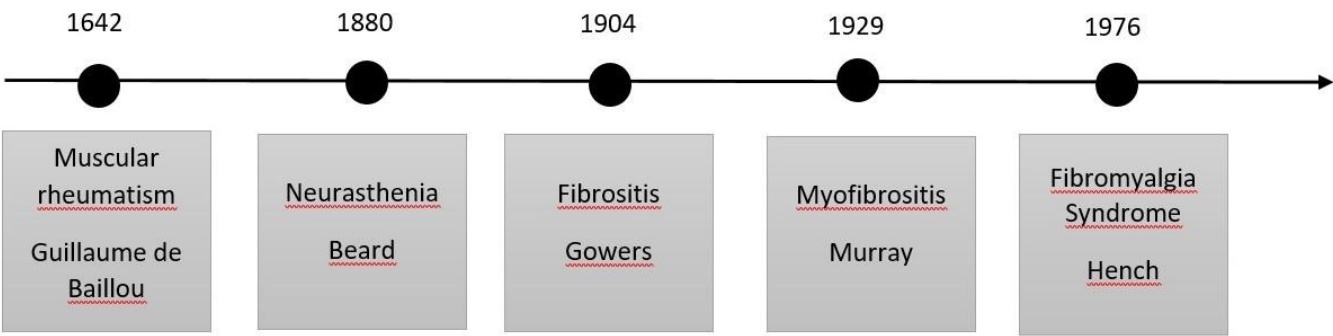 1642
1880
1904
1929
1976
Muscular
rheumatism
Guillaume de
Baillou
Neurasthenia
Beard
Fibrositis
Gowers
Myofibrositis
Murray
Fibromyalgia
Syndrome
Hench